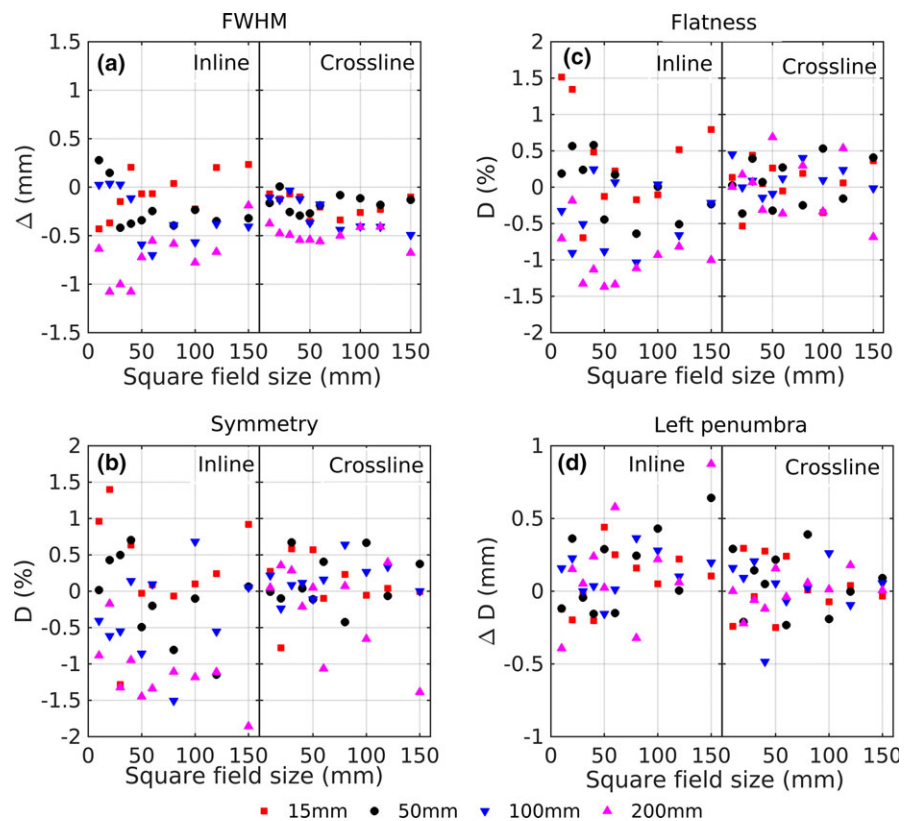 FWHM
(a) Inline Crossline
1.5
1
0.5
0
-0.5
-1
-1.5
Δ (mm)
0 50 100 150 50 100 150
Square field size (mm)
Flatness
(c) Inline Crossline
2
1.5
1
0.5
0
-0.5
-1
-1.5
-2
D (%)
0 50 100 150 50 100 150
Square field size (mm)
Symmetry
(b) Inline Crossline
2
1.5
1
0.5
0
-0.5
-1
-1.5
-2
D (%)
0 50 100 150 50 100 150
Square field size (mm)
Left penumbra
(d) Inline Crossline
1
0.5
0
-0.5
-1
Δ D (mm)
0 50 100 150 50 100 150
Square field size (mm)
15mm 50mm 100mm 200mm